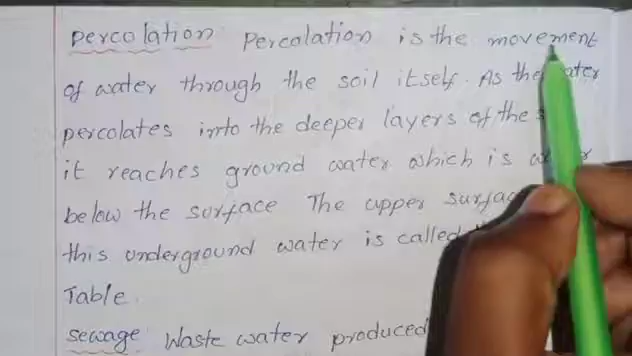 percolation Percolation is the movement
of water through the soil itself. As the
percolates into the deeper layers of the
it reaches ground water which is
below the surface The upper
this underground water is called
Table.
Sewage Waste water produced